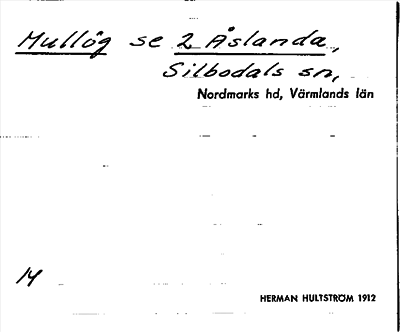 Mullög se 2 Åslanda,
Silbodals sn,
Nordmarks hd, Värmlands län
14
HERMAN HULTSTRÖM 1912